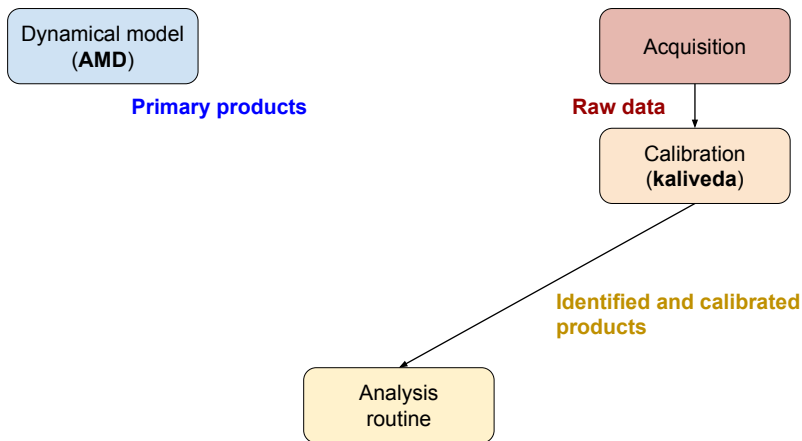 Dynamical model
(AMD)
Acquisition
Primary products
Raw data
Calibration
(kaliveda)
Identified and calibrated
products
Analysis
routine